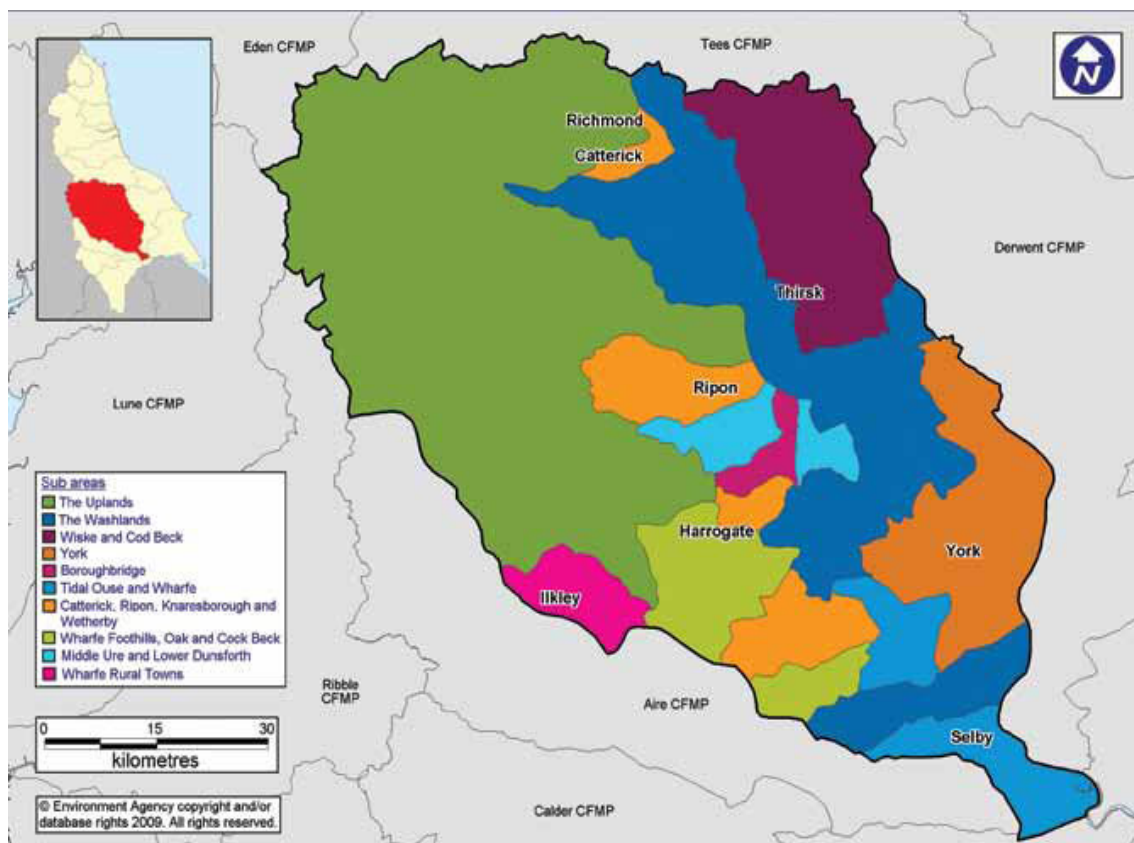 Eden CFMP
Tees CFMP
N
Richmond
Catterick
Derwent CFMP
Thirsk
Lune CFMP
Ripon
Sub areas
The Uplands
The Washlands
Wiske and Cod Beck
York
Boroughbridge
Tidal Ouse and Wharfe
Catterick, Ripon, Knaresborough and
Wetherby
Wharfe Foothills, Oak and Cock Beck
Middle Ure and Lower Dunsforth
Wharfe Rural Towns
Harrogate
York
Ilkley
Ribble
CFMP
Aire CFMP
Selby
0 15 30
kilometres
© Environment Agency copyright and/or
database rights 2009. All rights reserved.
Calder CFMP